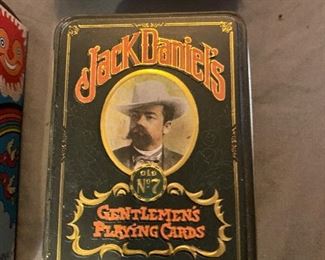 Jack Daniel's
OLD
No. 7
GENTLEMEN'S
PLAYING CARDS